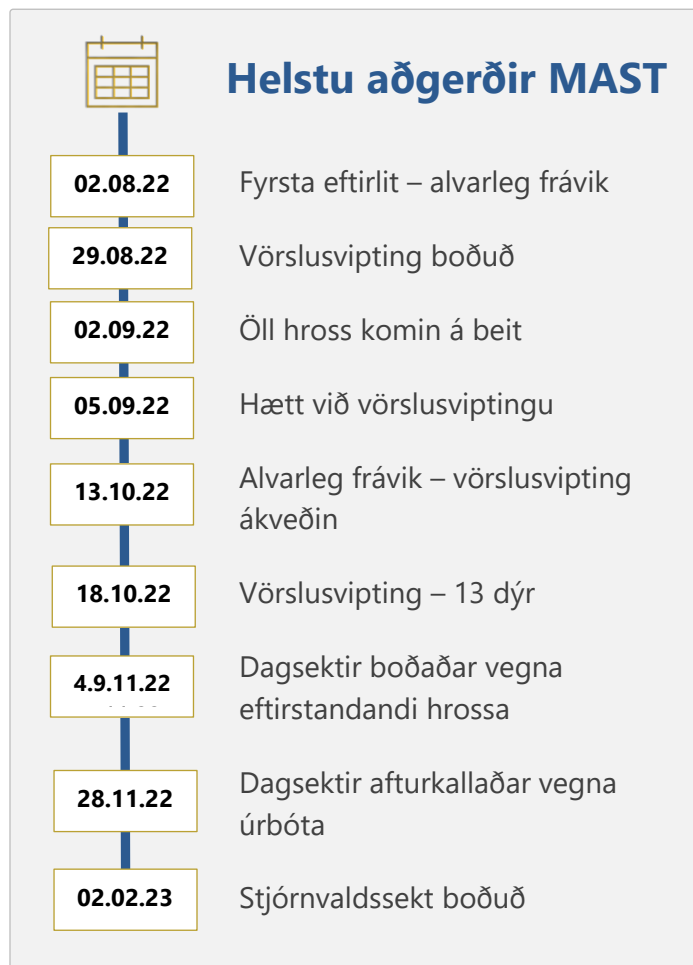 Helstu aðgerðir MAST
02.08.22
Fyrsta eftirlit – alvarleg frávik
29.08.22
Vörslusvipting boðuð
02.09.22
Öll hross komin á beit
05.09.22
Hætt við vörslusviptingu
13.10.22
Alvarleg frávik – vörslusvipting
ákveðin
18.10.22
Vörslusvipting – 13 dýr
4.9.11.22
Dagsektir boðaðar vegna
eftirstandandi hrossa
28.11.22
Dagsektir afturkallaðar vegna
úrbóta
02.02.23
Stjórnvaldssekt boðuð